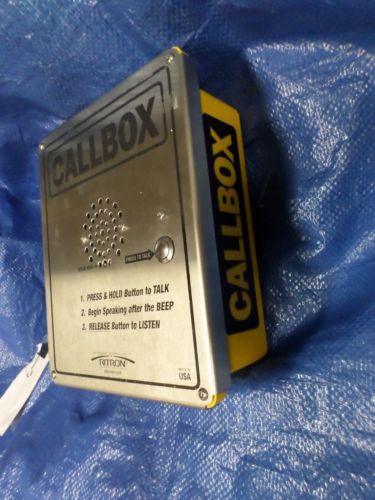 CALLBOX
CALLBOX
PRESS TO TALK
1. PRESS & HOLD Button to TALK
2. Begin Speaking after the BEEP
3. RELEASE Button to LISTEN
RITRON
USA